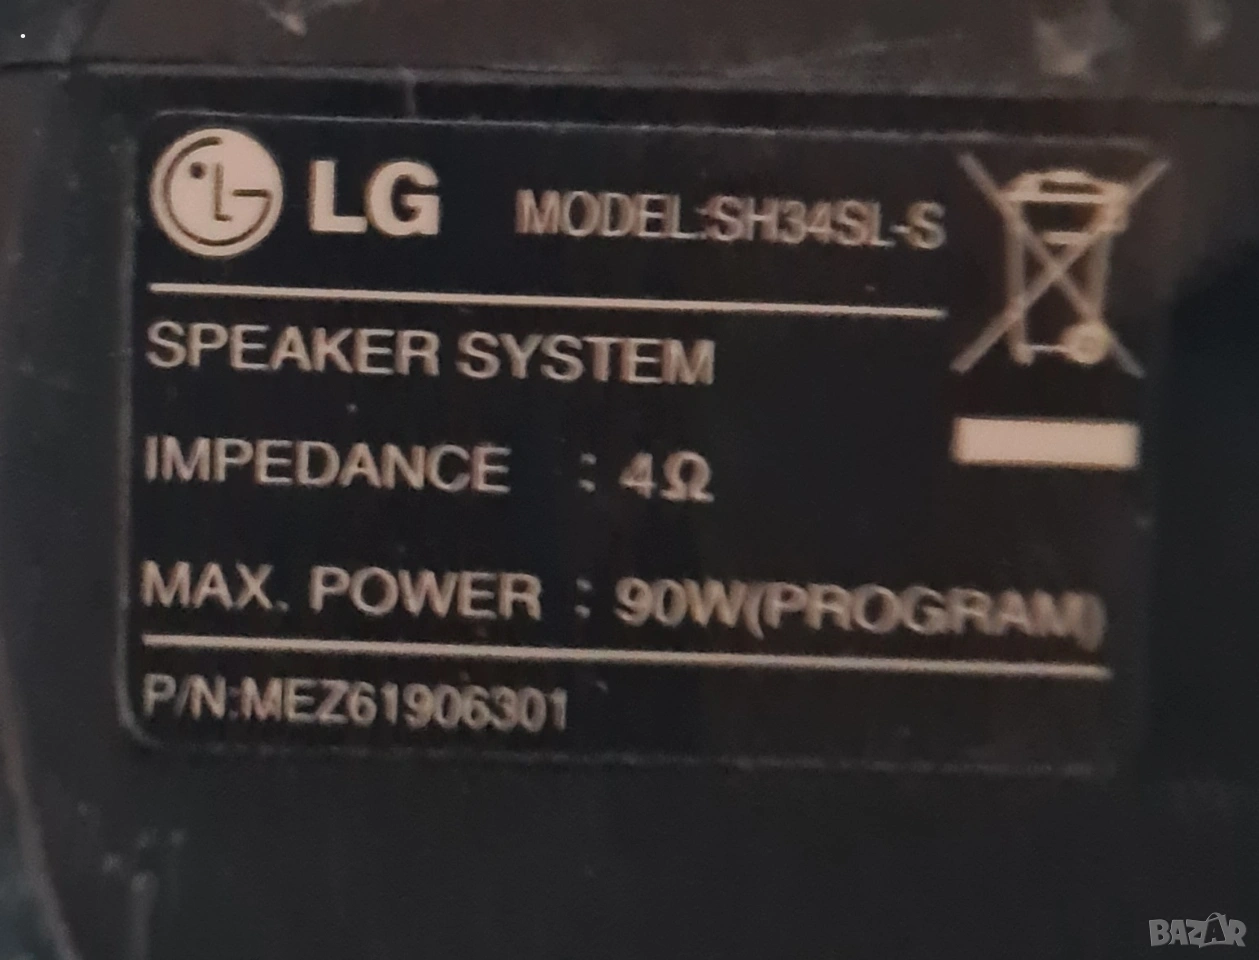 LG MODEL:SH34SL-S
SPEAKER SYSTEM
IMPEDANCE : 4Ω
MAX. POWER : 90W(PROGRAM)
P/N:MEZ61906301
BAZAR